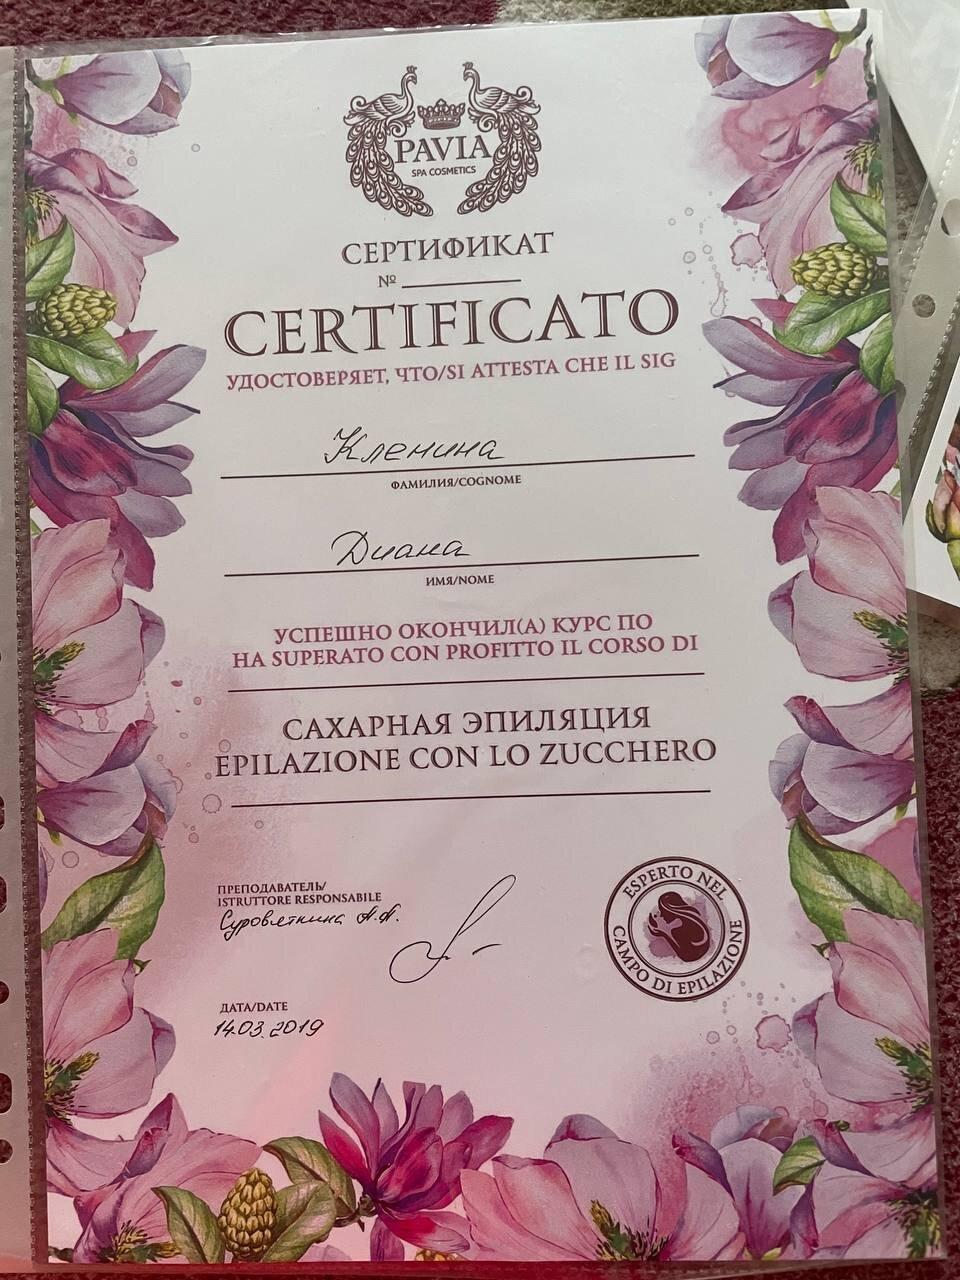 PAVIA
SPA COSMETICS
СЕРТИФИКАТ
№
CERTIFICATO
УДОСТОВЕРЯЕТ, ЧТО/SI ATTESTA CHE IL SIG
Кленина
ФАМИЛИЯ/COGNOME
Диана
ИМЯ/NOME
УСПЕШНО ОКОНЧИЛ(А) КУРС ПО
HA SUPERATO CON PROFITTO IL CORSO DI
САХАРНАЯ ЭПИЛЯЦИЯ
EPILAZIONE CON LO ZUCCHERO
ПРЕПОДАВАТЕЛЬ/
ISTRUTTORE RESPONSABILE
Суровяткина А.А.
ESPERTO NEL
CAMPO DI EPILAZIONE
ДАТА/DATE
14.03.2019